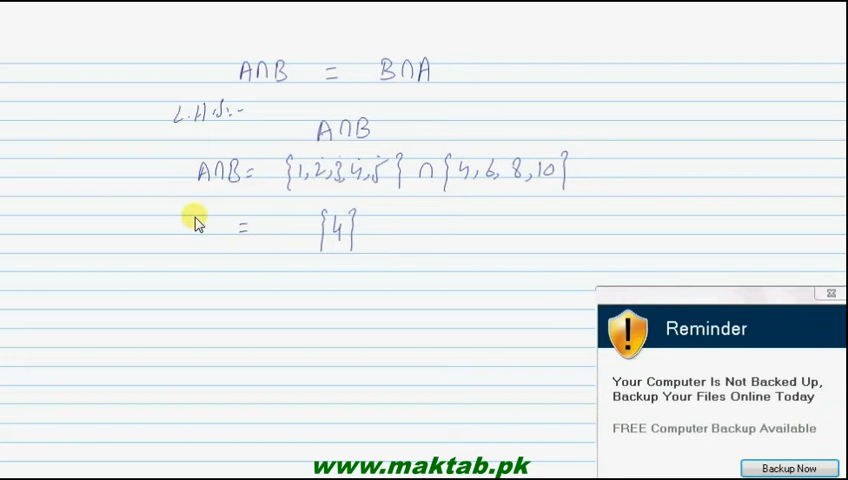 A∩B = B∩A
L.H.S:-
A∩B
A∩B = {1,2,3,4,5} ∩ {4,6,8,10}
= {4}
Reminder
Your Computer Is Not Backed Up,
Backup Your Files Online Today
FREE Computer Backup Available
Backup Now
www.maktab.pk